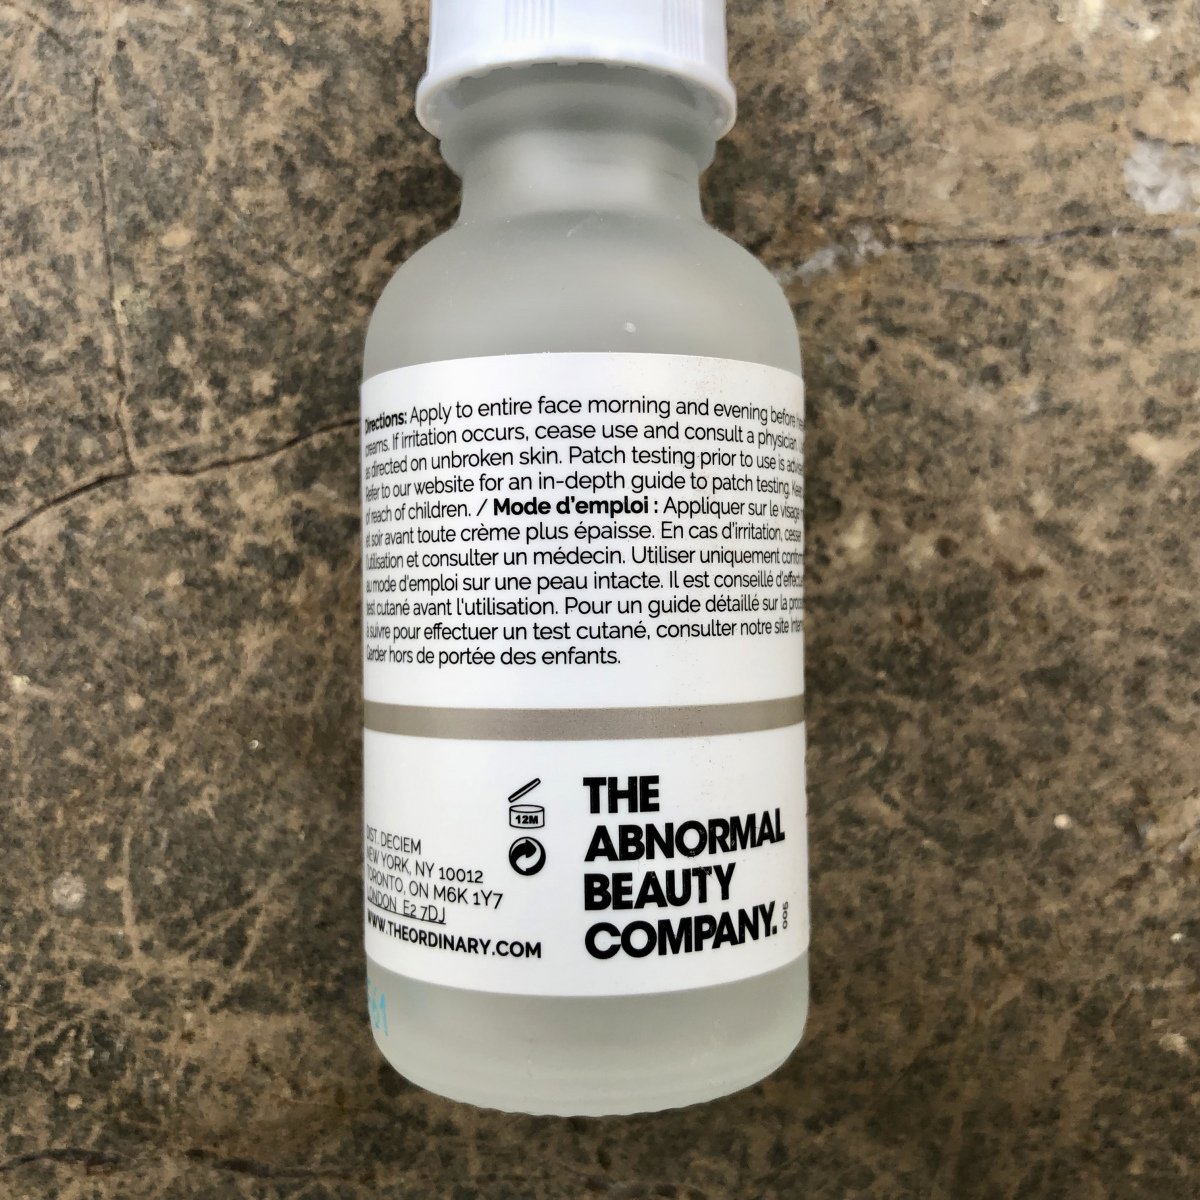 Directions: Apply to entire face morning and evening before
creams. If irritation occurs, cease use and consult a physician.
as directed on unbroken skin. Patch testing prior to use is
Refer to our website for an in-depth guide to patch testing. Keep
of reach of children. / Mode d'emploi : Appliquer sur le visage
et soir avant toute crème plus épaisse. En cas d'irritation, cesser
l'utilisation et consulter un médecin. Utiliser uniquement
au mode d'emploi sur une peau intacte. Il est conseillé
test cutané avant l'utilisation. Pour un guide détaillé sur la
à suivre pour effectuer un test cutané, consulter notre site
Garder hors de portée des enfants.
12M
DIST. DECIEM
NEW YORK, NY 10012
TORONTO, ON M6K 1Y7
LONDON E2 7DJ
WWW.THEORDINARY.COM
THE
ABNORMAL
BEAUTY
COMPANY.
005